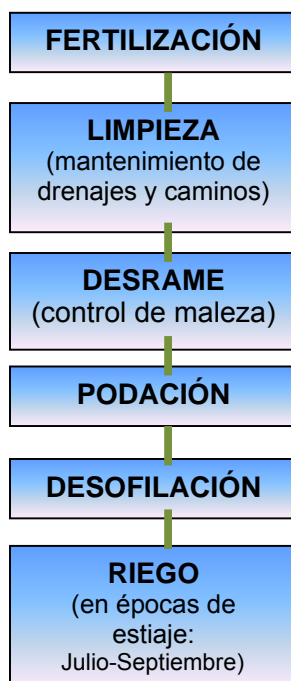 FERTILIZACIÓN
LIMPIEZA
(mantenimiento de
drenajes y caminos)
DESRAME
(control de maleza)
PODACIÓN
DESOFILACIÓN
RIEGO
(en épocas de
estiaje:
Julio-Septiembre)